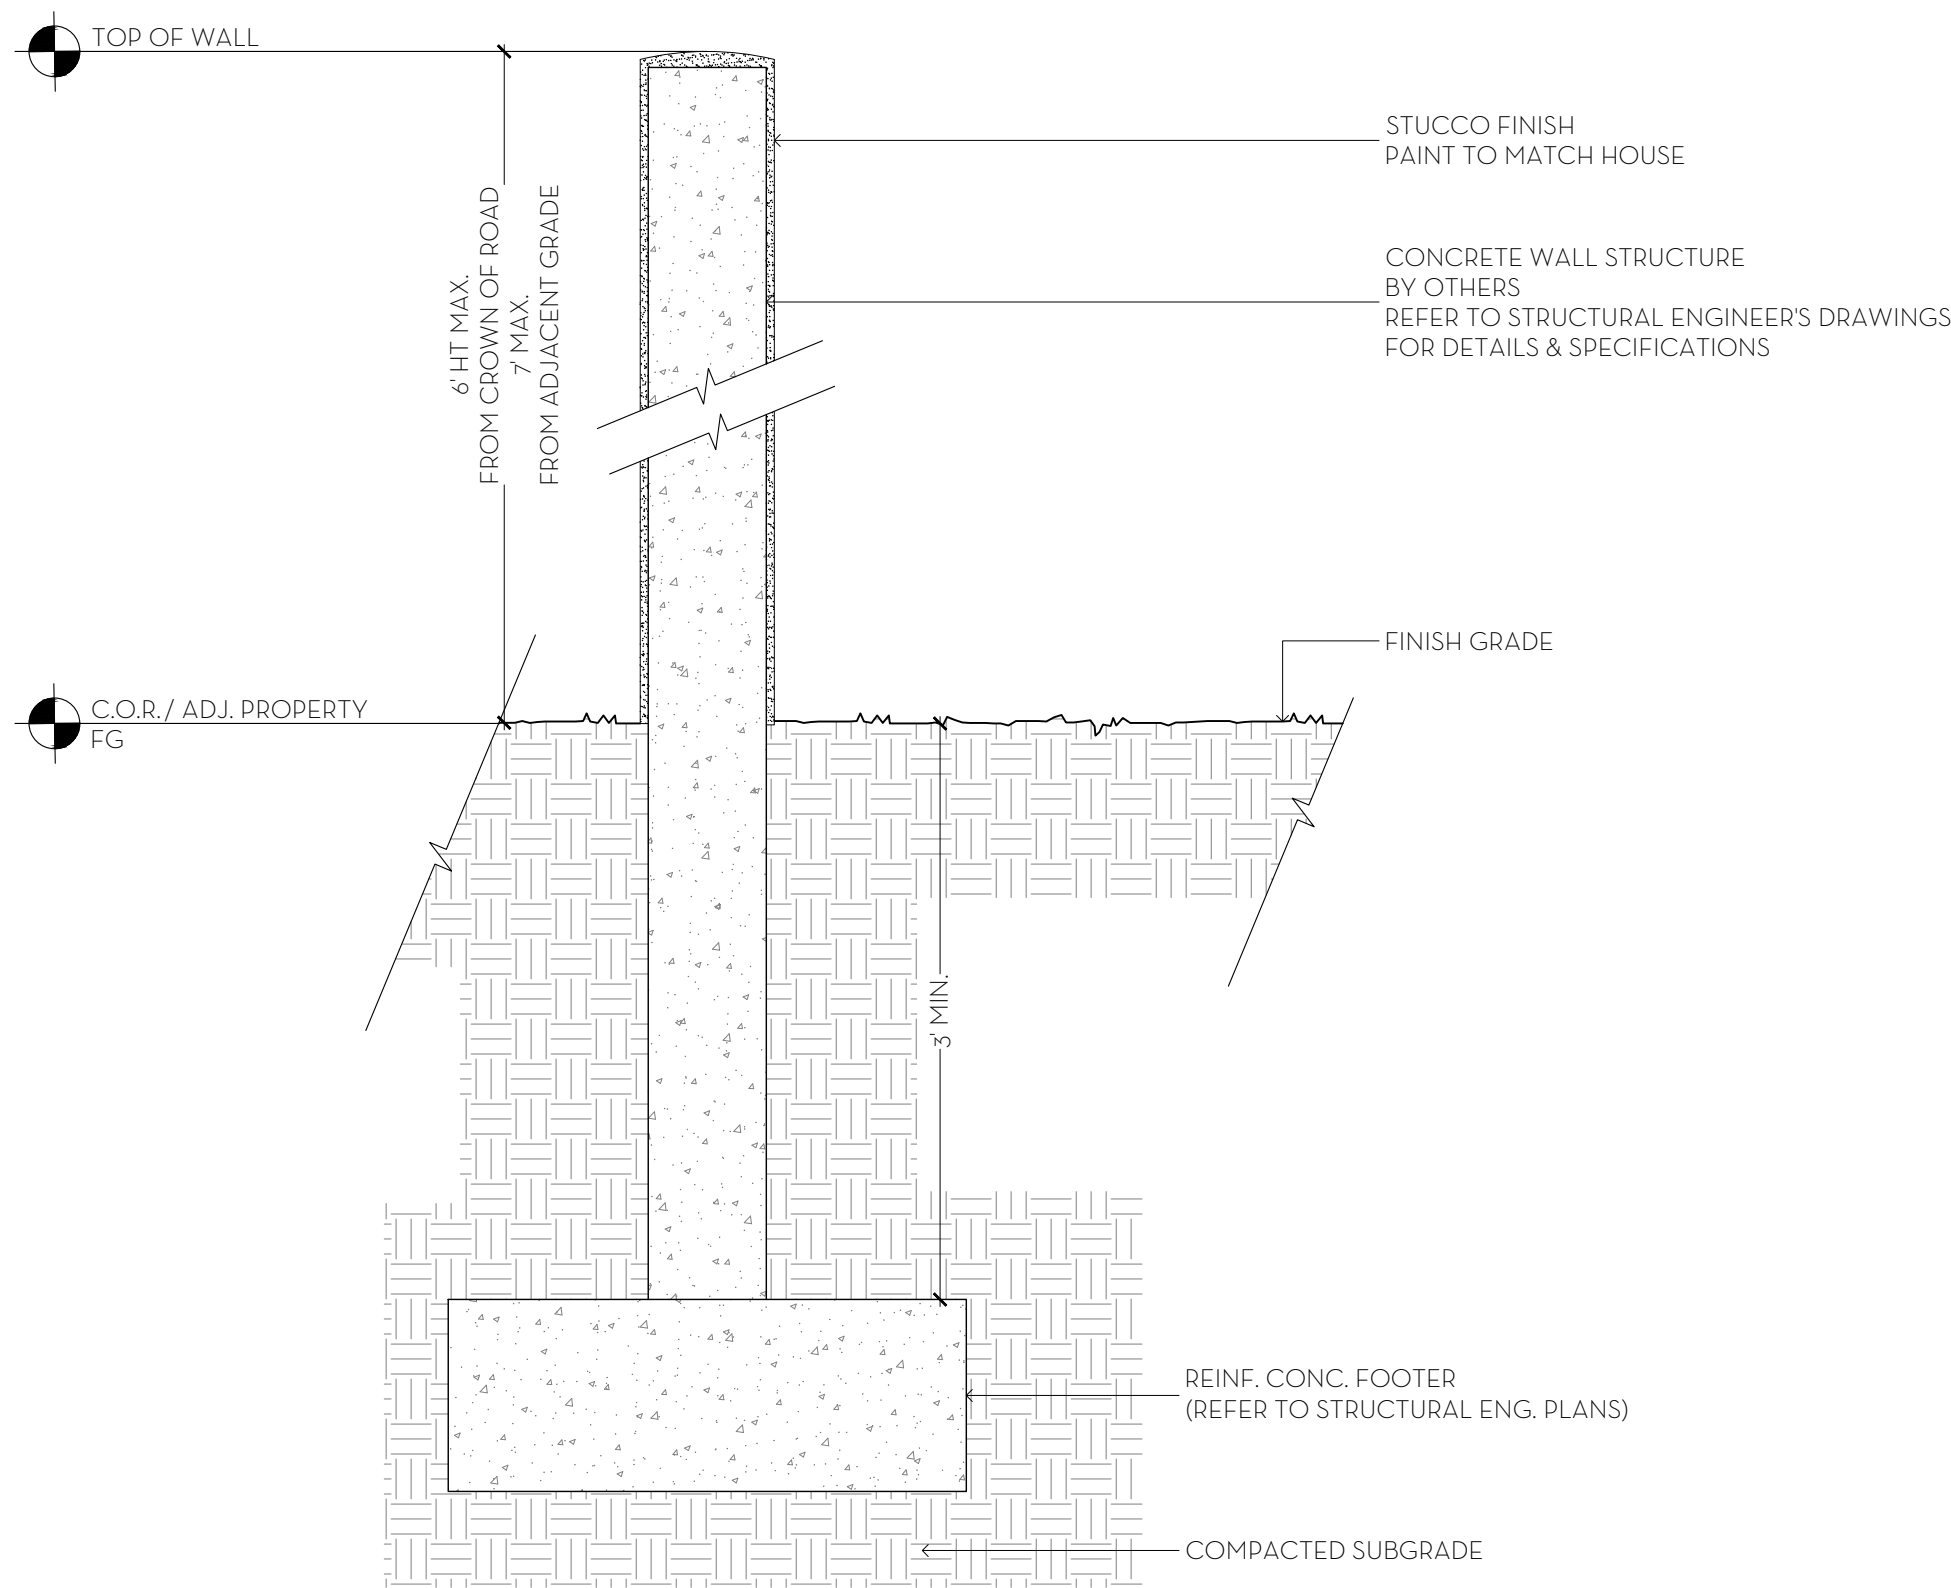 TOP OF WALL
STUCCO FINISH
PAINT TO MATCH HOUSE
6' HT MAX.
FROM CROWN OF ROAD
7' MAX.
FROM ADJACENT GRADE
CONCRETE WALL STRUCTURE
BY OTHERS
REFER TO STRUCTURAL ENGINEER'S DRAWINGS
FOR DETAILS & SPECIFICATIONS
FINISH GRADE
C.O.R. / ADJ. PROPERTY
FG
3' MIN.
REINF. CONC. FOOTER
(REFER TO STRUCTURAL ENG. PLANS)
COMPACTED SUBGRADE